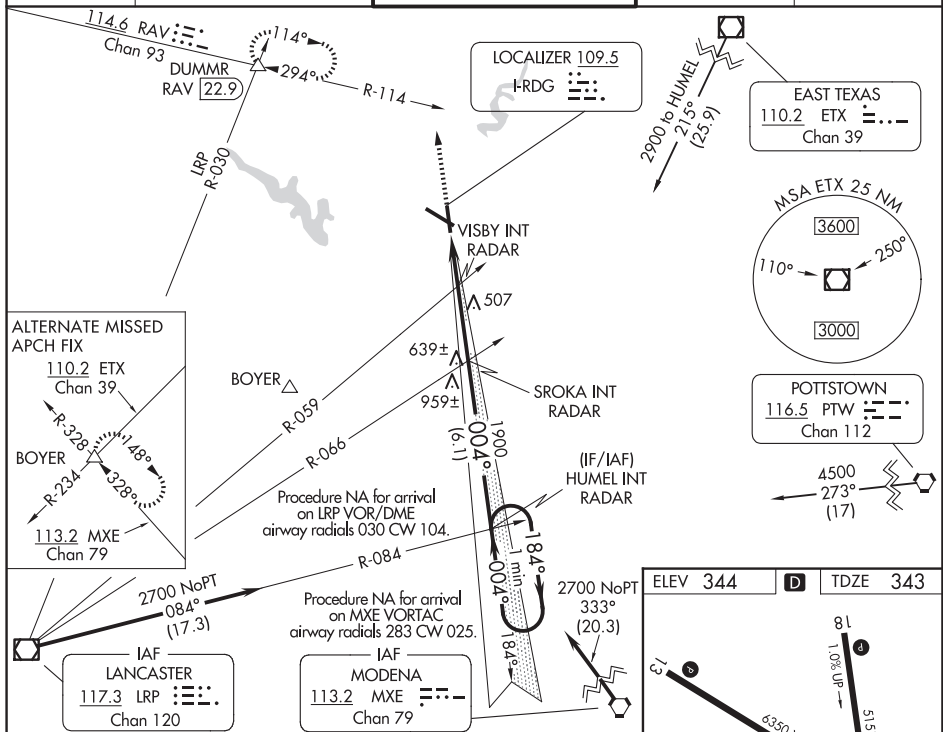 114.6 RAV
Chan 93
DUMMR
RAV 22.9
114°
294°
R-114
LRP
R-030
LOCALIZER 109.5
I-RDG
2900 to HUMEL
215°
(25.9)
EAST TEXAS
110.2 ETX
Chan 39
MSA ETX 25 NM
3600
110°
250°
3000
VISBY INT
RADAR
507
639±
959±
SROKA INT
RADAR
ALTERNATE MISSED
APCH FIX
110.2 ETX
Chan 39
R-328
148°
BOYER
328°
R-234
113.2 MXE
Chan 79
BOYER
R-059
R-066
1900
004°
(6.1)
(IF/IAF)
HUMEL INT
RADAR
POTTSTOWN
116.5 PTW
Chan 112
4500
273°
(17)
Procedure NA for arrival
on LRP VOR/DME
airway radials 030 CW 104.
R-084
184°
1 min
004°
184°
2700 NoPT
084°
(17.3)
Procedure NA for arrival
on MXE VORTAC
airway radials 283 CW 025.
2700 NoPT
333°
(20.3)
IAF
LANCASTER
117.3 LRP
Chan 120
IAF
MODENA
113.2 MXE
Chan 79
ELEV 344
D
TDZE 343
13
P
18
P
1.0% UP
6350
515